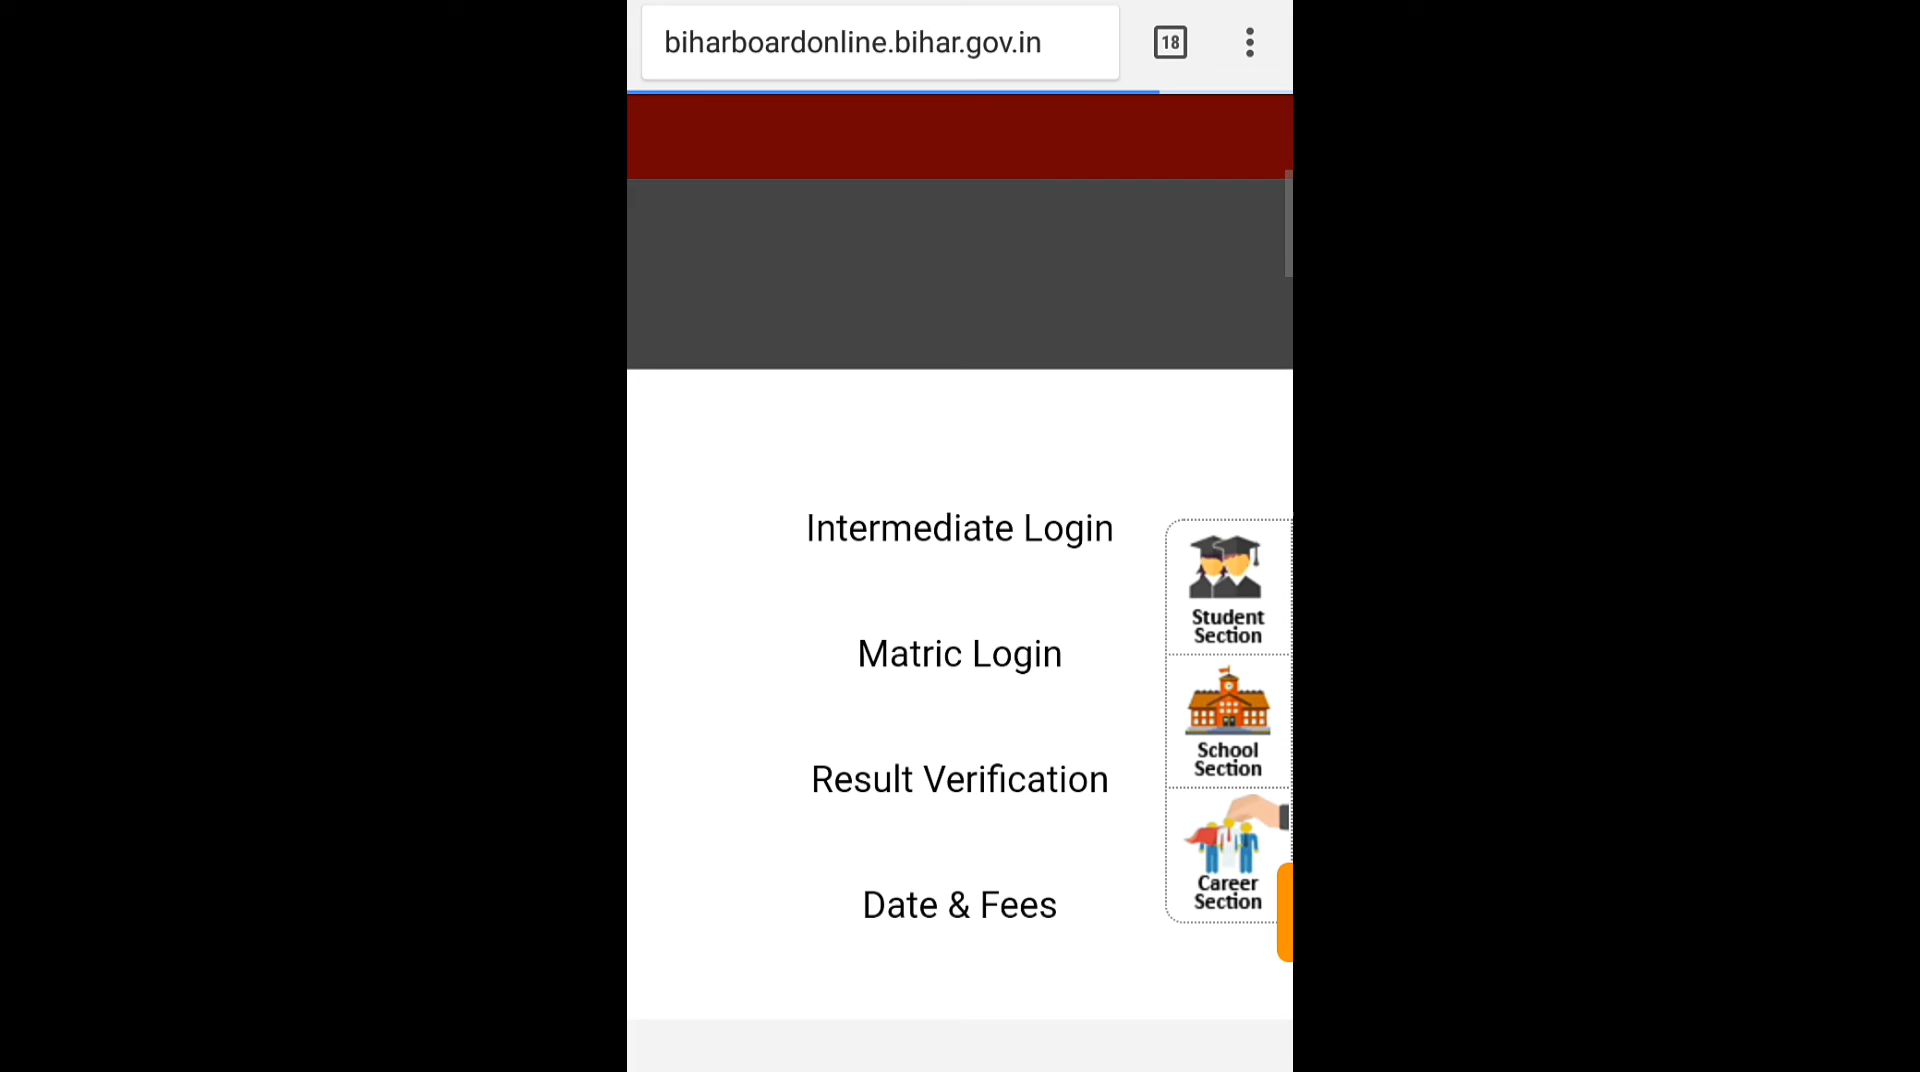 biharboardonline.bihar.gov.in
18
Intermediate Login
Matric Login
Result Verification
Date & Fees
Student
Section
School
Section
Career
Section